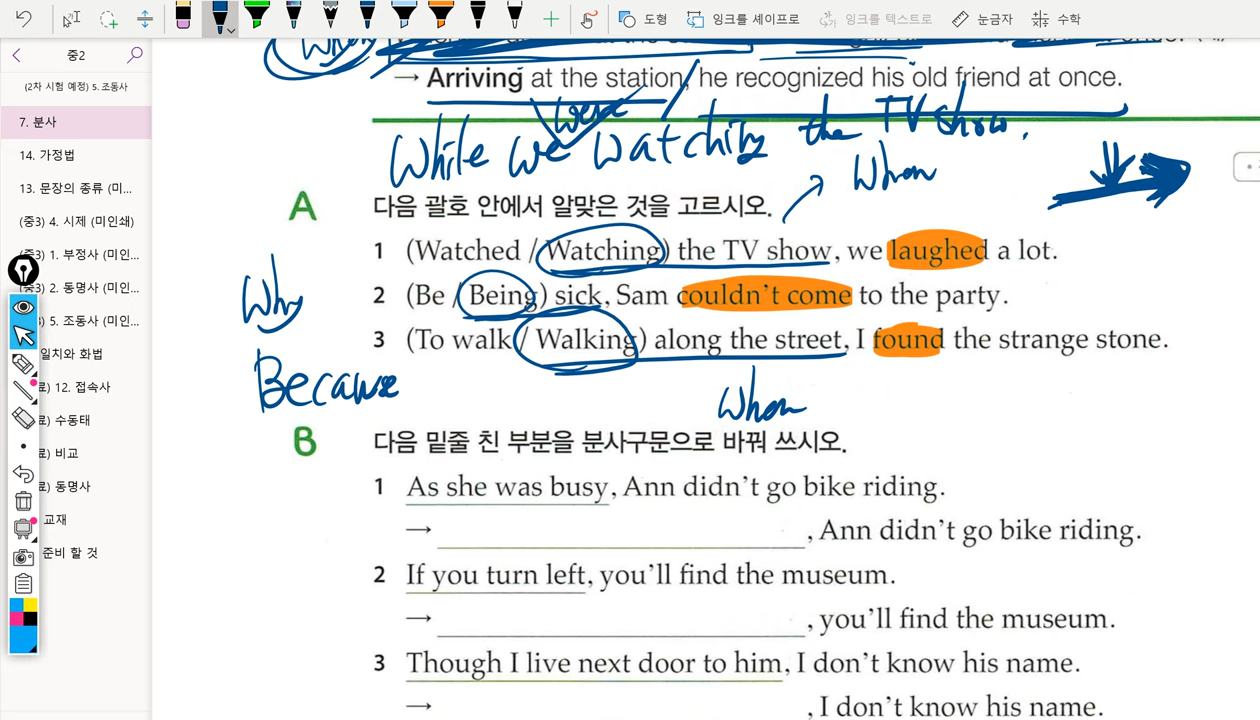 도형
잉크를 셰이프로
잉크를 텍스트로
눈금자
수학
중2
(2차 시험 예정) 5. 조동사
7. 분사
14. 가정법
13. 문장의 종류 (미...
(중3) 4. 시제 (미인쇄)
3) 1. 부정사 (미인...
3) 2. 동명사 (미인...
3) 5. 조동사 (미인...
일치와 화법
료) 12. 접속사
료) 수동태
료) 비교
료) 동명사
교재
준비 할 것
→ Arriving at the station, he recognized his old friend at once.
were
While we watching the TV show.
When
A 다음 괄호 안에서 알맞은 것을 고르시오.
1 (Watched / Watching) the TV show, we laughed a lot.
2 (Be / Being) sick, Sam couldn't come to the party.
Why
3 (To walk / Walking) along the street, I found the strange stone.
Because
When
B 다음 밑줄 친 부분을 분사구문으로 바꿔 쓰시오.
1 As she was busy, Ann didn't go bike riding.
→ , Ann didn't go bike riding.
2 If you turn left, you'll find the museum.
→ , you'll find the museum.
3 Though I live next door to him, I don't know his name.
→ , I don't know his name.